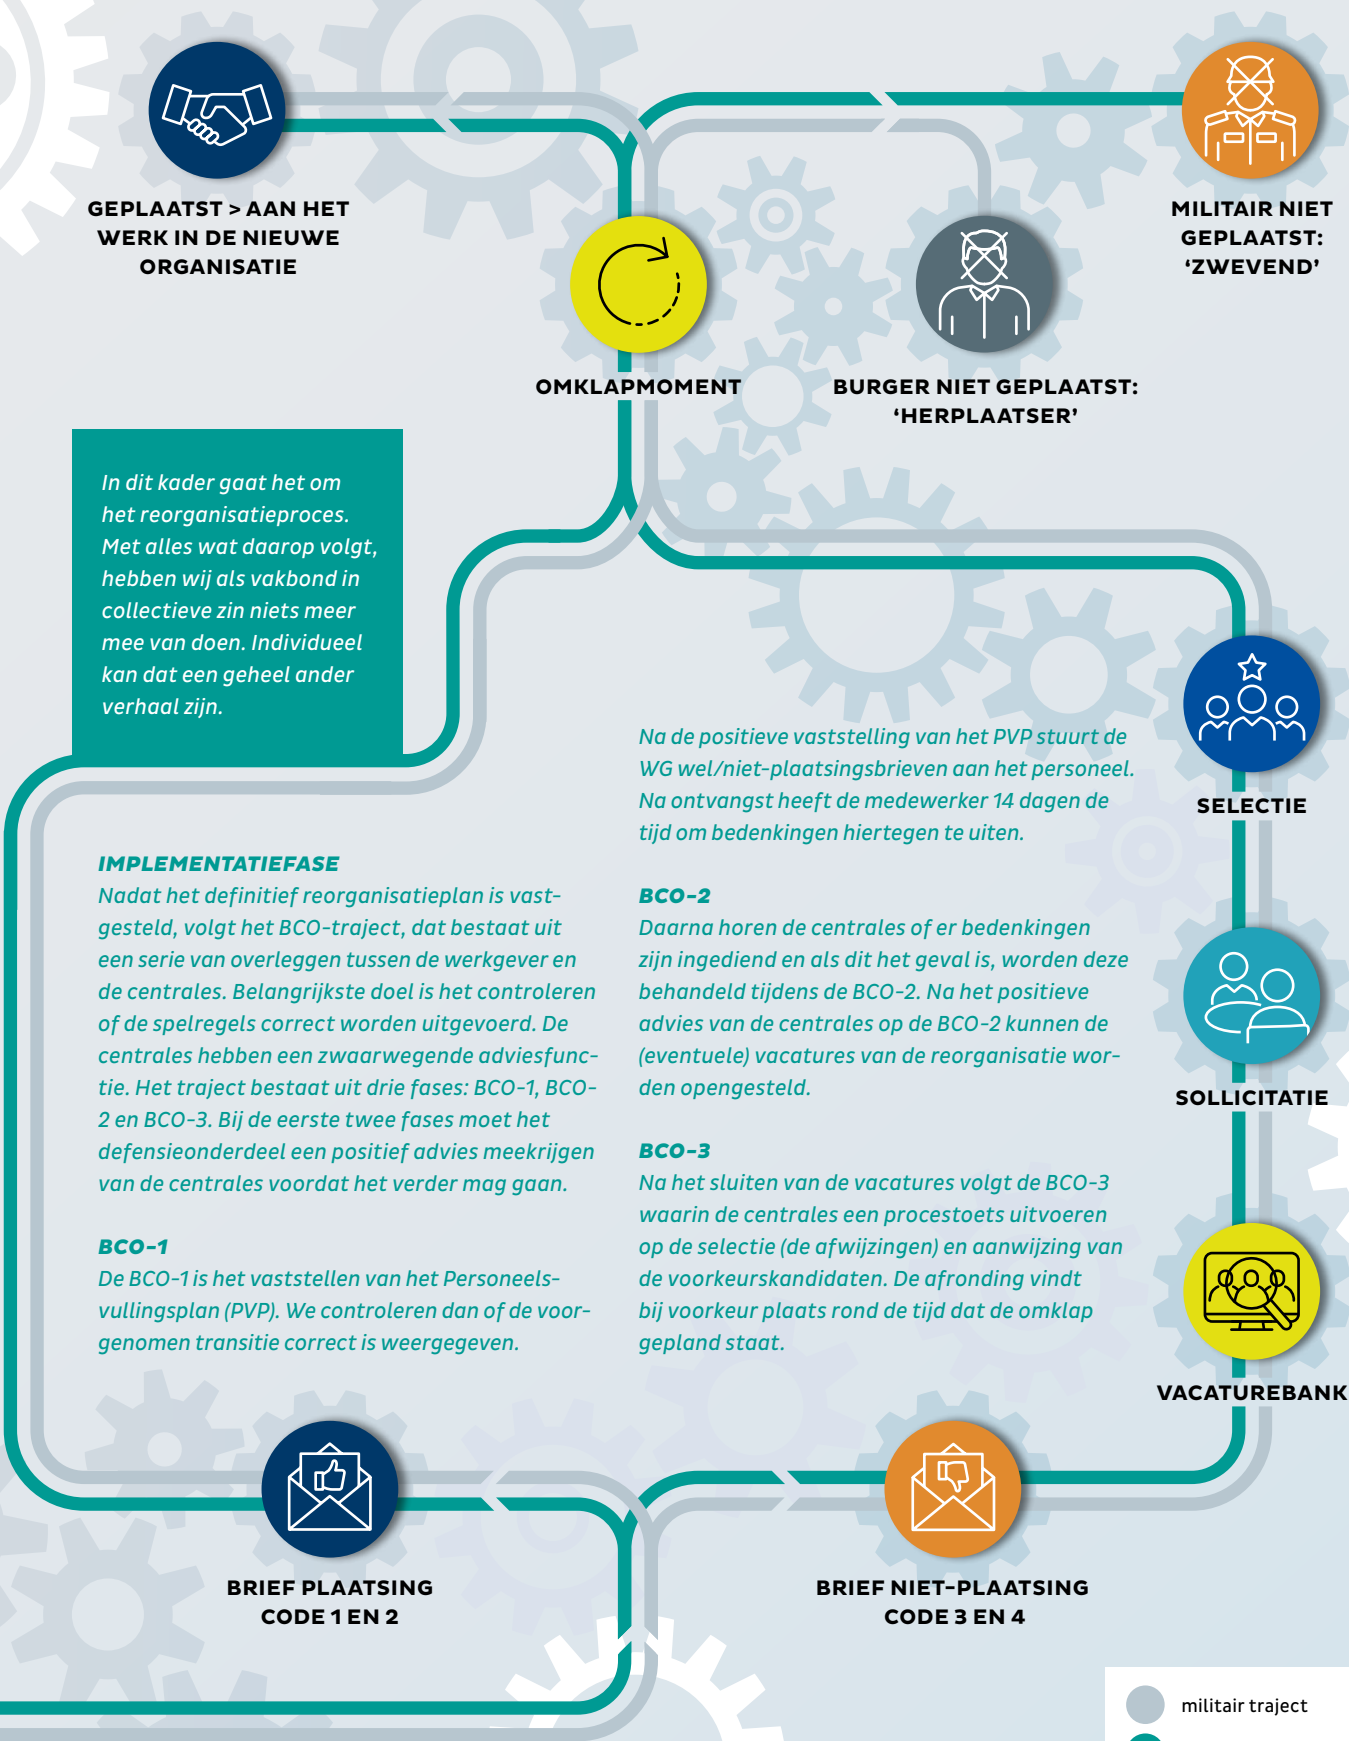 GEPLAATST > AAN HET
WERK IN DE NIEUWE
ORGANISATIE
MILITAIR NIET
GEPLAATST:
‘ZWEVEND’
OMKLAPMOMENT
BURGER NIET GEPLAATST:
‘HERPLAATSER’
In dit kader gaat het om
het reorganisatieproces.
Met alles wat daarop volgt,
hebben wij als vakbond in
collectieve zin niets meer
mee van doen. Individueel
kan dat een geheel ander
verhaal zijn.
SELECTIE
SOLLICITATIE
VACATUREBANK
IMPLEMENTATIEFASE
Nadat het definitief reorganisatieplan is vast-
gesteld, volgt het BCO-traject, dat bestaat uit
een serie van overleggen tussen de werkgever en
de centrales. Belangrijkste doel is het controleren
of de spelregels correct worden uitgevoerd. De
centrales hebben een zwaarwegende adviesfunc-
tie. Het traject bestaat uit drie fases: BCO-1, BCO-
2 en BCO-3. Bij de eerste twee fases moet het
defensieonderdeel een positief advies meekrijgen
van de centrales voordat het verder mag gaan.
BCO-1
De BCO-1 is het vaststellen van het Personeels-
vullingsplan (PVP). We controleren dan of de voor-
genomen transitie correct is weergegeven.
Na de positieve vaststelling van het PVP stuurt de
WG wel/niet-plaatsingsbrieven aan het personeel.
Na ontvangst heeft de medewerker 14 dagen de
tijd om bedenkingen hiertegen te uiten.
BCO-2
Daarna horen de centrales of er bedenkingen
zijn ingediend en als dit het geval is, worden deze
behandeld tijdens de BCO-2. Na het positieve
advies van de centrales op de BCO-2 kunnen de
(eventuele) vacatures van de reorganisatie wor-
den opengesteld.
BCO-3
Na het sluiten van de vacatures volgt de BCO-3
waarin de centrales een procestoets uitvoeren
op de selectie (de afwijzingen) en aanwijzing van
de voorkeurskandidaten. De afronding vindt
bij voorkeur plaats rond de tijd dat de omklap
gepland staat.
BRIEF PLAATSING
CODE 1 EN 2
BRIEF NIET-PLAATSING
CODE 3 EN 4
militair traject